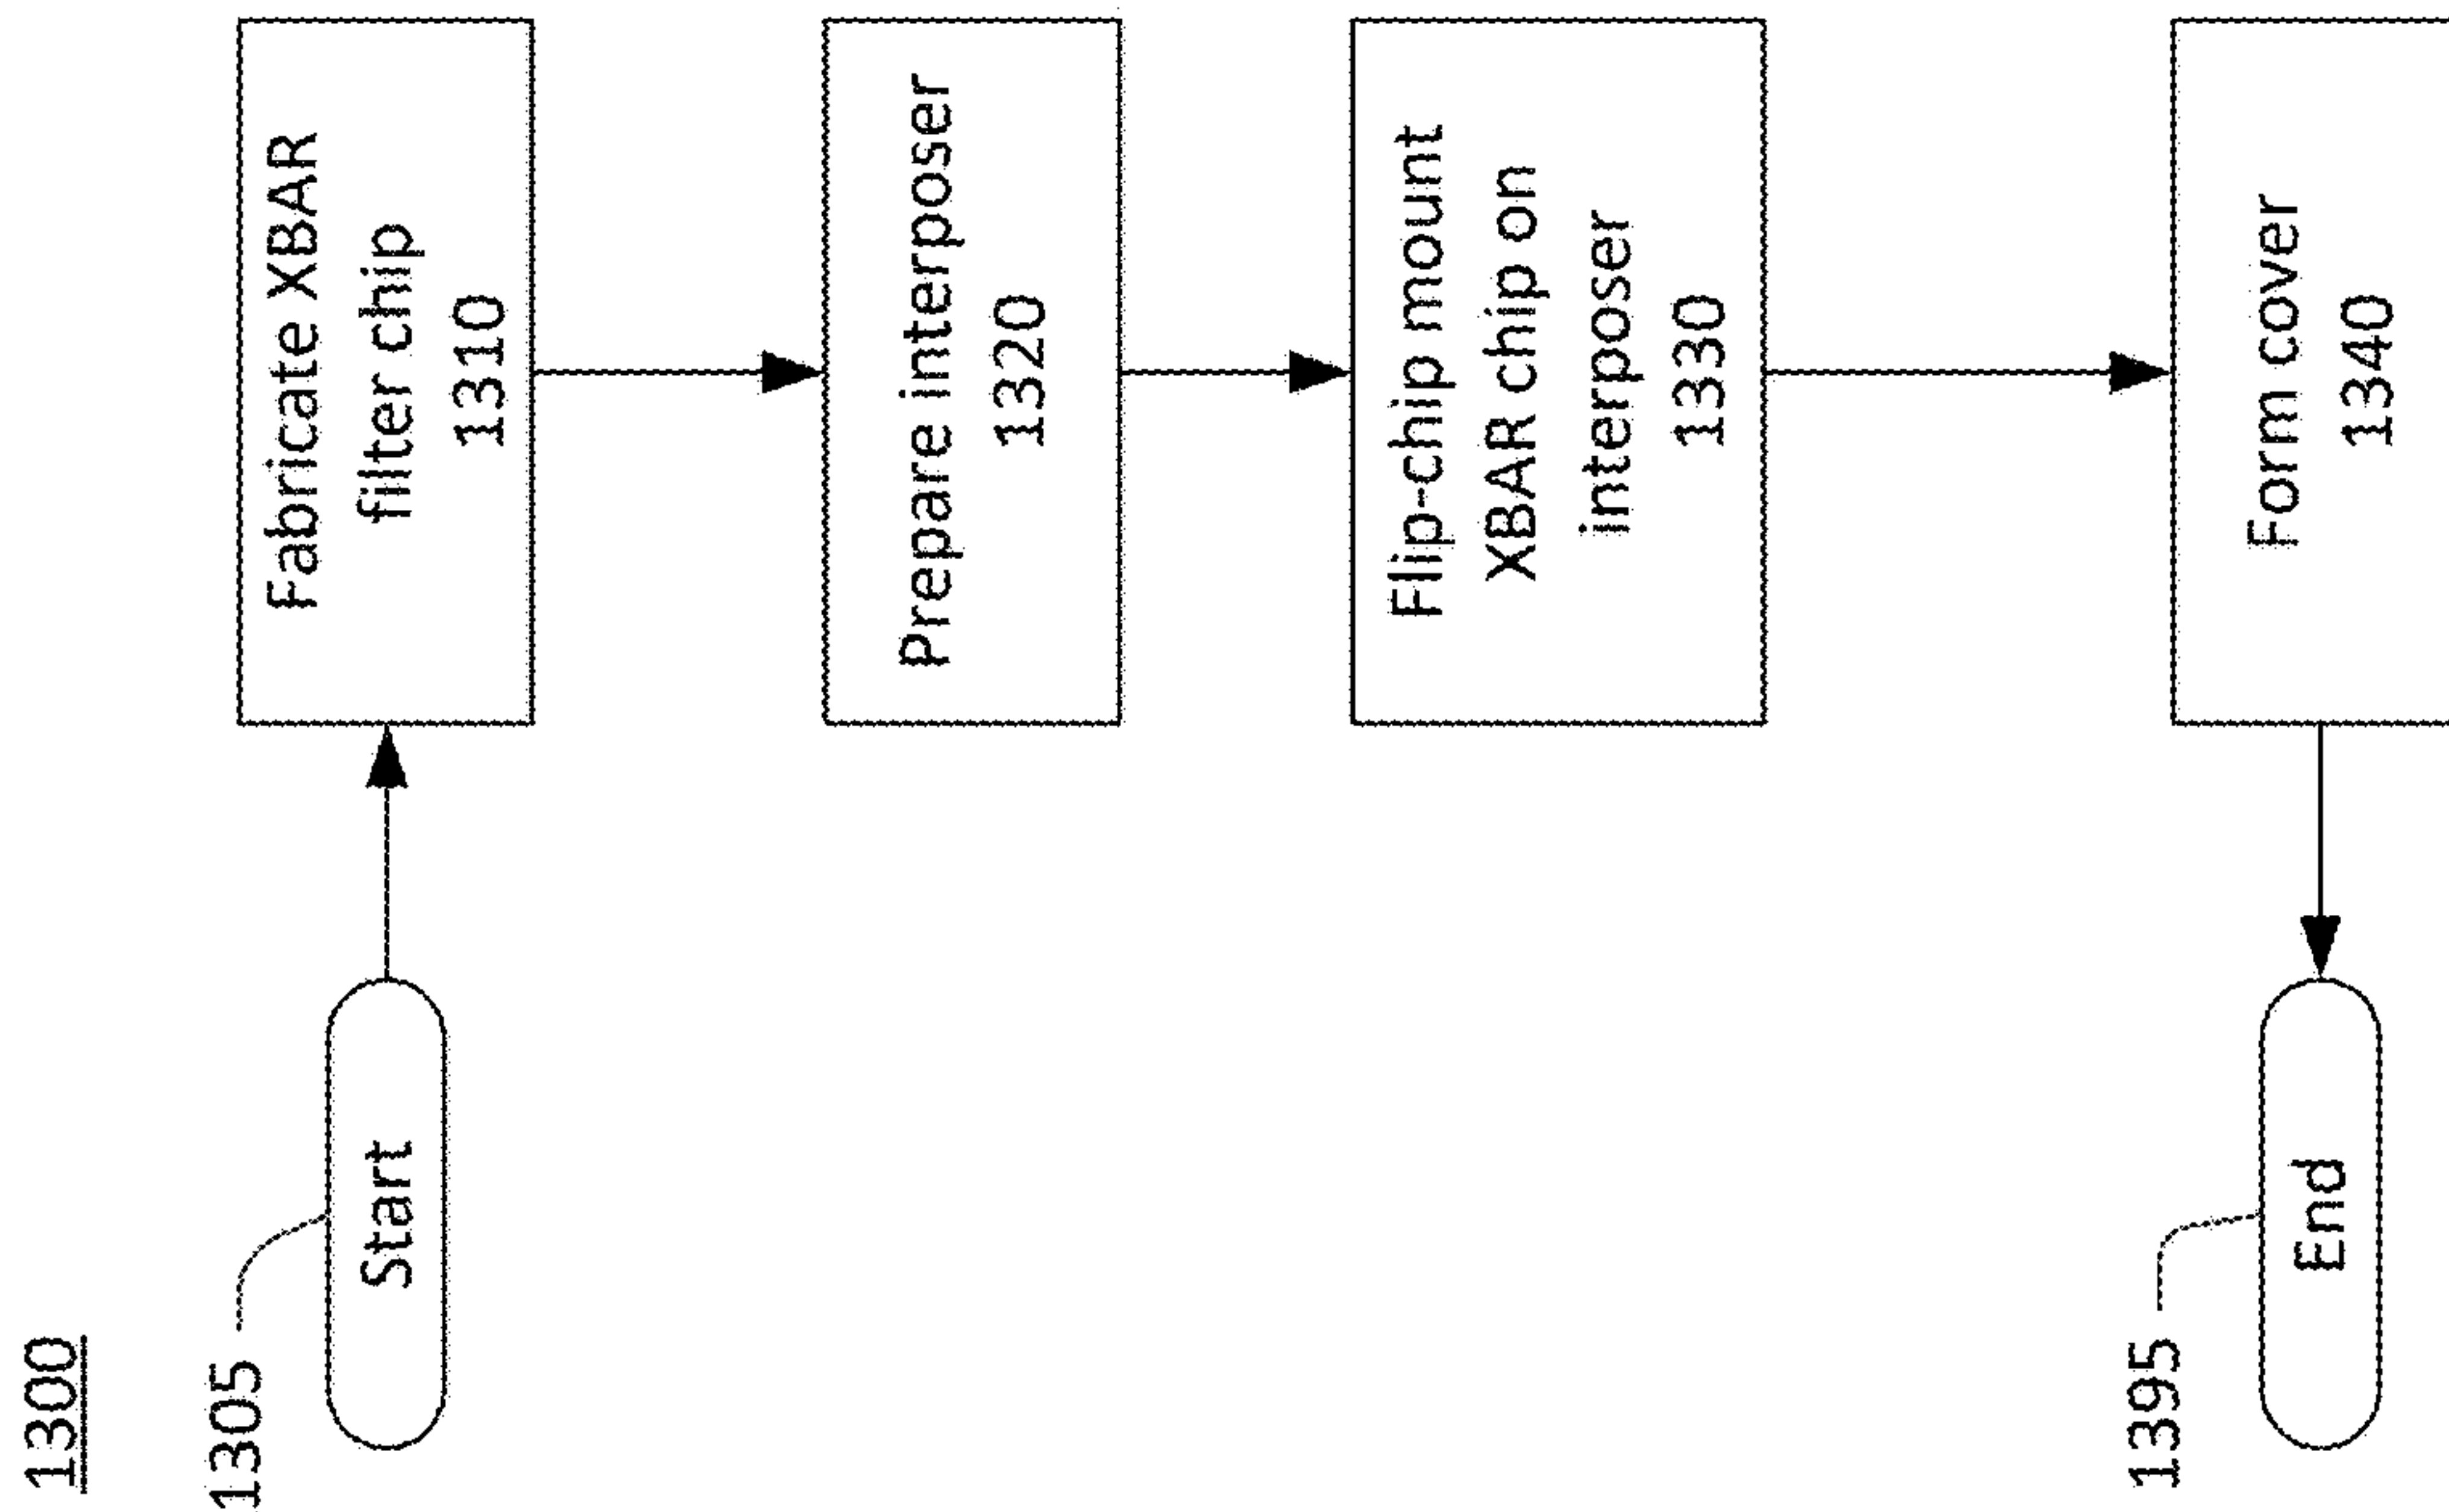 1300
1305
Start
Fabricate XBAR
filter chip
1310
Prepare interposer
1320
Flip-chip mount
XBAR chip on
interposer
1330
Form cover
1340
1395
End